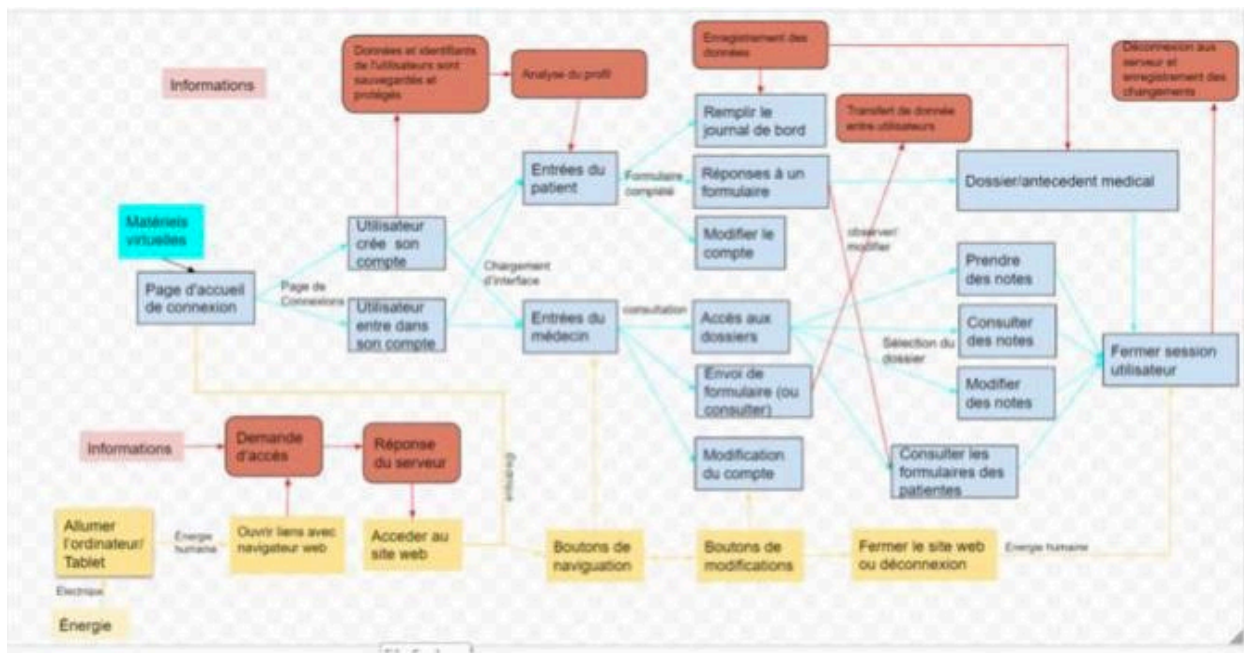 Données et identifiants
de l'utilisateurs sont
sauvegardés et
protégés
Analyse du profil
Enregistrement des
données
Déconnexion aux
serveur et
enregistrement des
changements
Informations
Remplir le
journal de bord
Transfert de donnée
entre utilisateurs
Entrées du
patient
Formulaire
complété
Réponses à un
formulaire
Dossier/antecedent medical
Matériels
virtuelles
Utilisateur
crée son
compte
Modifier le
compte
observer/
modifier
Page d'accueil
de connexion
Page de
Connexions
Chargement
d'interface
Prendre
des notes
Utilisateur
entre dans
son compte
Entrées du
médecin
consultation
Accès aux
dossiers
Sélection du
dossier
Consulter
des notes
Fermer session
utilisateur
Envoi de
formulaire (ou
consulter)
Modifier
des notes
Informations
Demande
d'accès
Réponse
du serveur
Électrique
Modification
du compte
Consulter les
formulaires des
patientes
Allumer
l'ordinateur/
Tablet
Énergie
humaine
Ouvrir liens avec
navigateur web
Acceder au
site web
Boutons de
naviguation
Boutons de
modifications
Fermer le site web
ou déconnexion
Énergie humaine
Electrique
Énergie